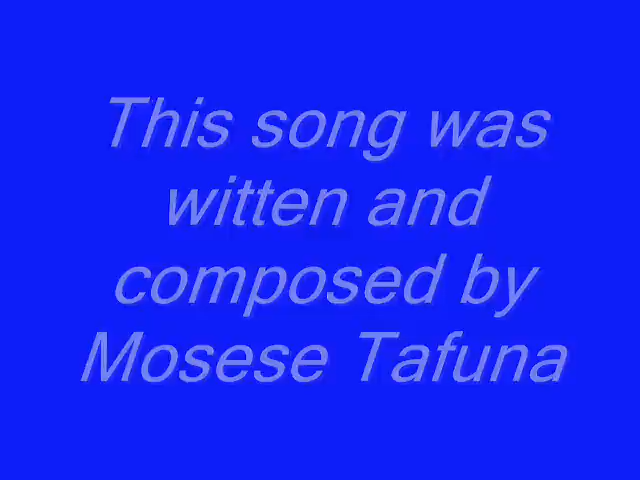 This song was
witten and
composed by
Mosese Tafuna